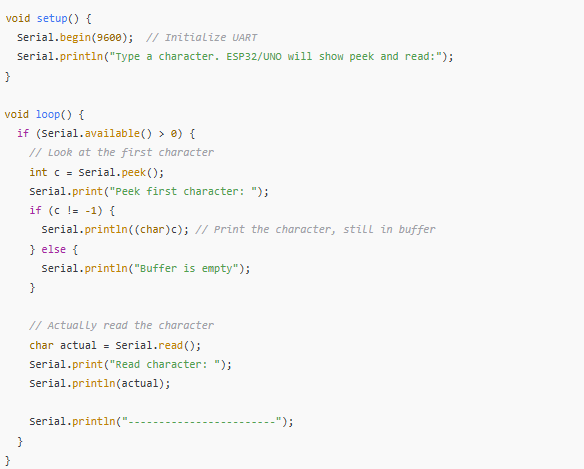 void setup() {
  Serial.begin(9600);  // Initialize UART
  Serial.println("Type a character. ESP32/UNO will show peek and read:");
}

void loop() {
  if (Serial.available() > 0) {
    // Look at the first character
    int c = Serial.peek();
    Serial.print("Peek first character: ");
    if (c != -1) {
      Serial.println((char)c); // Print the character, still in buffer
    } else {
      Serial.println("Buffer is empty");
    }

    // Actually read the character
    char actual = Serial.read();
    Serial.print("Read character: ");
    Serial.println(actual);

    Serial.println("------------------------");
  }
}